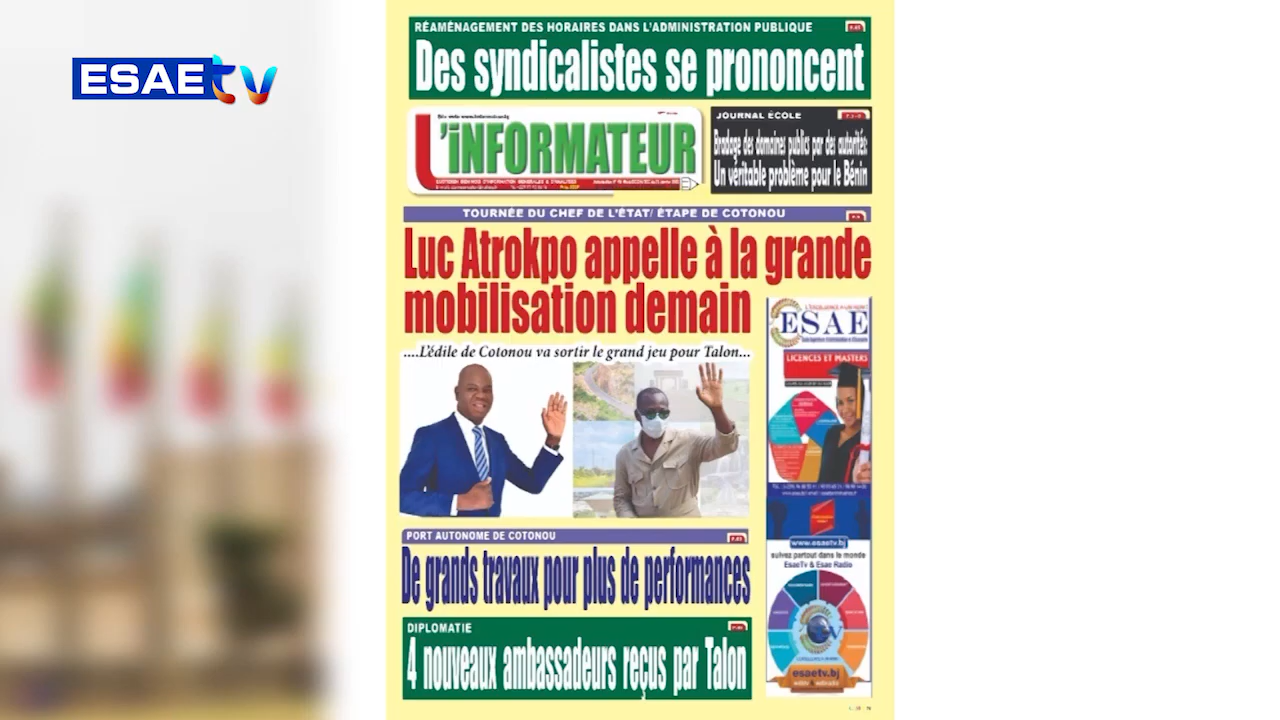 ESAE tv
RÉAMÉNAGEMENT DES HORAIRES DANS L'ADMINISTRATION PUBLIQUE
Des syndicalistes se prononcent
L'iNFORMATEUR
JOURNAL ÉCOLE
Bradage des domaines publics par des autorités:
Un véritable problème pour le Bénin
TOURNÉE DU CHEF DE L'ÉTAT/ ÉTAPE DE COTONOU
Luc Atrokpo appelle à la grande
mobilisation demain
....L'édile de Cotonou va sortir le grand jeu pour Talon...
ESAE
LICENCES ET MASTERS
PORT AUTONOME DE COTONOU
De grands travaux pour plus de performances
www.esaetv.bj
suivez partout dans le monde
EsaeTv & Esae Radio
DIPLOMATIE
4 nouveaux ambassadeurs reçus par Talon
esaetv.bj